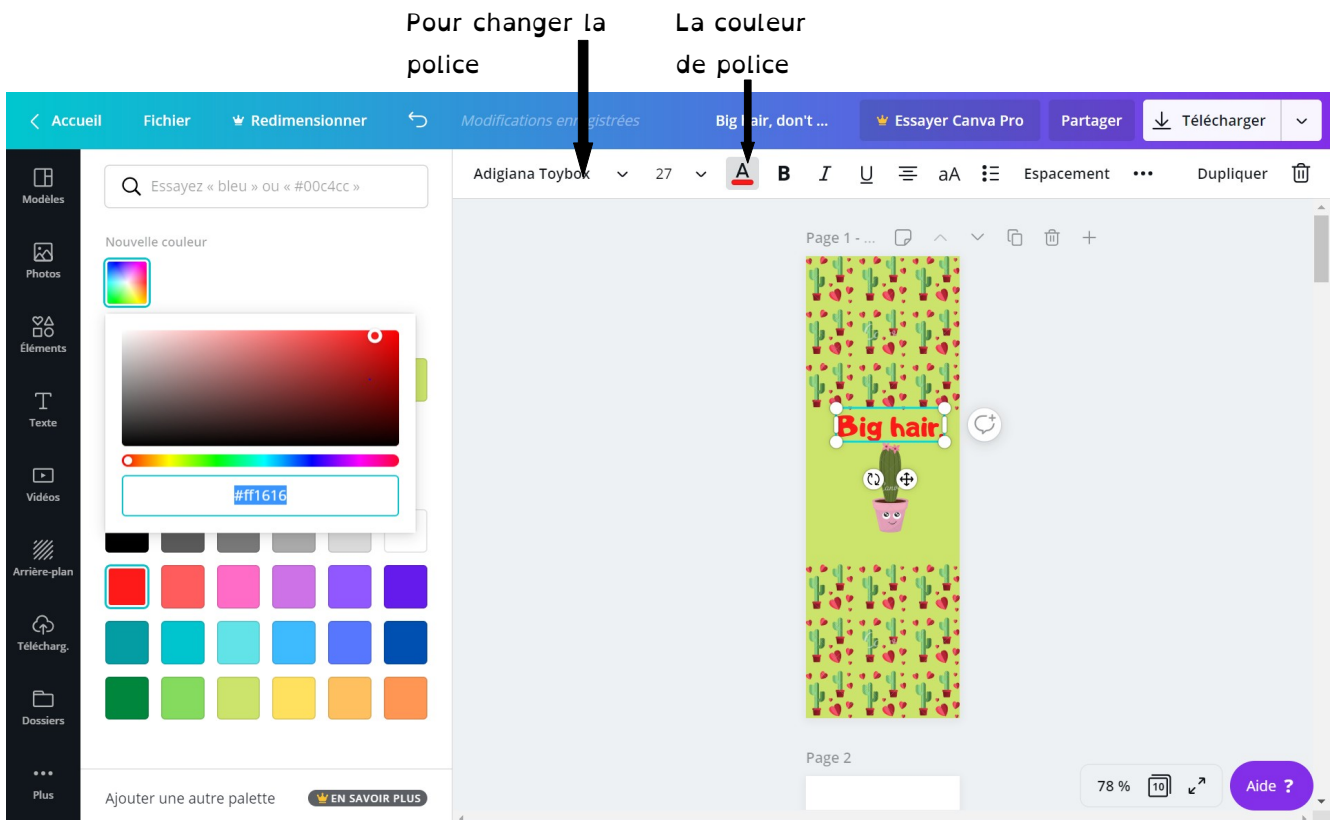 Pour changer la
police
La couleur
de police
Accueil Fichier Redimensionner Modifications enregistrées Big hair, don't ... Essayer Canva Pro Partager Télécharger
Adigiana Toybox 27 A B I U aA Espacement ••• Dupliquer
Modèles
Photos
Éléments
Texte
Vidéos
Arrière-plan
Télécharg.
Dossiers
Plus
Essayez « bleu » ou « #00c4cc »
Nouvelle couleur
#ff1616
Ajouter une autre palette EN SAVOIR PLUS
Page 1 - ...
Big hair,
Page 2
78 % 10 Aide ?